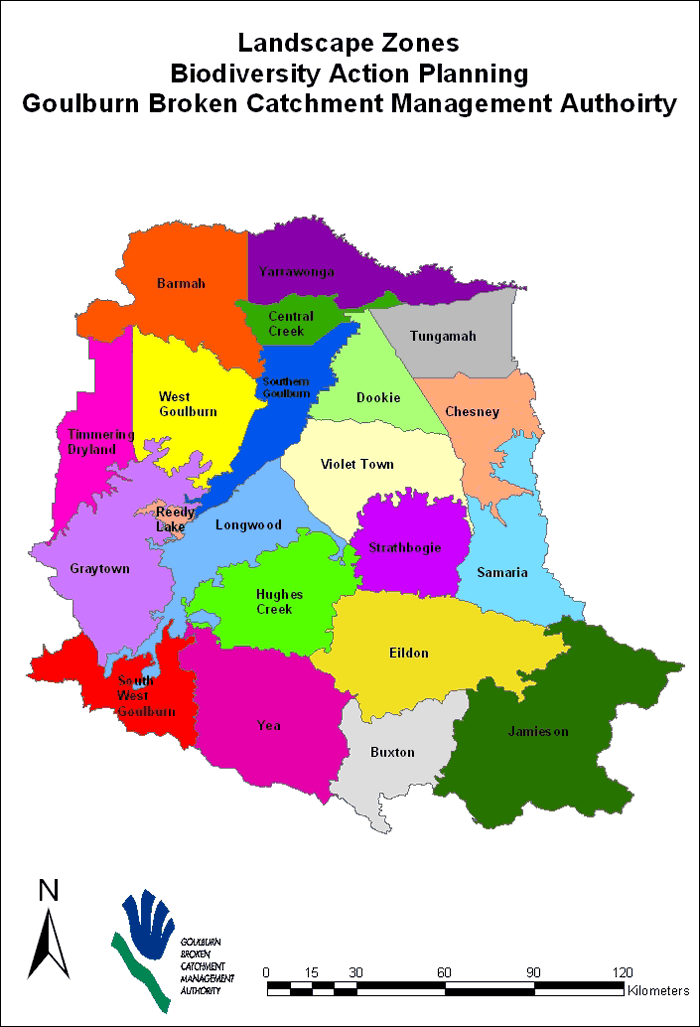 Landscape Zones
Biodiversity Action Planning
Goulburn Broken Catchment Management Authoirty
Yarrawonga
Barmah
Central
Creek
Tungamah
Southern
Goulburn
West
Goulburn
Dookie
Chesney
Timmering
Dryland
Violet Town
Reedy
Lake
Longwood
Strathbogie
Graytown
Samaria
Hughes
Creek
Eildon
South
West
Goulburn
Yea
Jamieson
Buxton
N
GOULBURN
BROKEN
CATCHMENT
MANAGEMENT
AUTHORITY
0 15 30 60 90 120
Kilometers